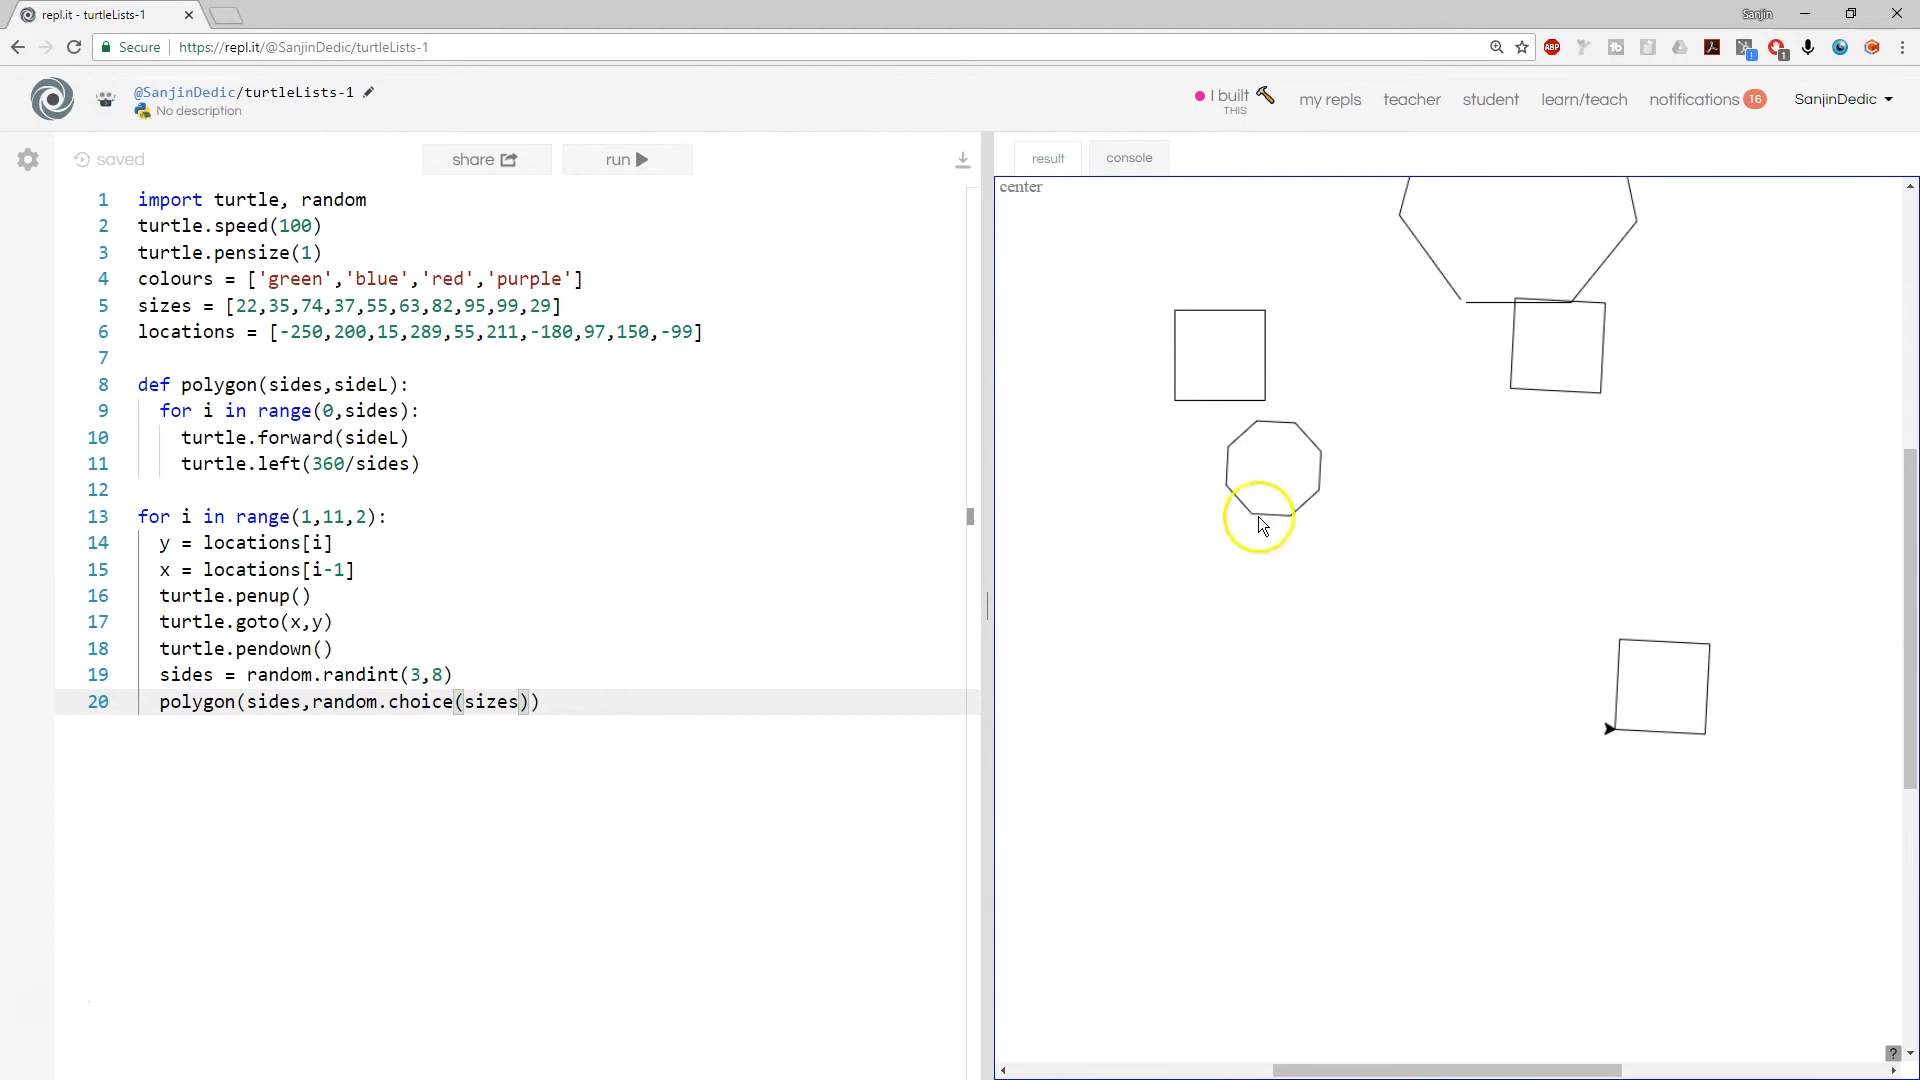 repl.it - turtleLists-1
Sanjin
Secure
https://repl.it/@SanjinDedic/turtleLists-1
ABP
tb
!
1
@SanjinDedic/turtleLists-1
No description
I built
THIS
my repls
teacher
student
learn/teach
notifications 16
SanjinDedic
saved
share
run
result
console
center
1 import turtle, random
2 turtle.speed(100)
3 turtle.pensize(1)
4 colours = ['green','blue','red','purple']
5 sizes = [22,35,74,37,55,63,82,95,99,29]
6 locations = [-250,200,15,289,55,211,-180,97,150,-99]
7
8 def polygon(sides,sideL):
9 for i in range(0,sides):
10 turtle.forward(sideL)
11 turtle.left(360/sides)
12
13 for i in range(1,11,2):
14 y = locations[i]
15 x = locations[i-1]
16 turtle.penup()
17 turtle.goto(x,y)
18 turtle.pendown()
19 sides = random.randint(3,8)
20 polygon(sides,random.choice(sizes))
?